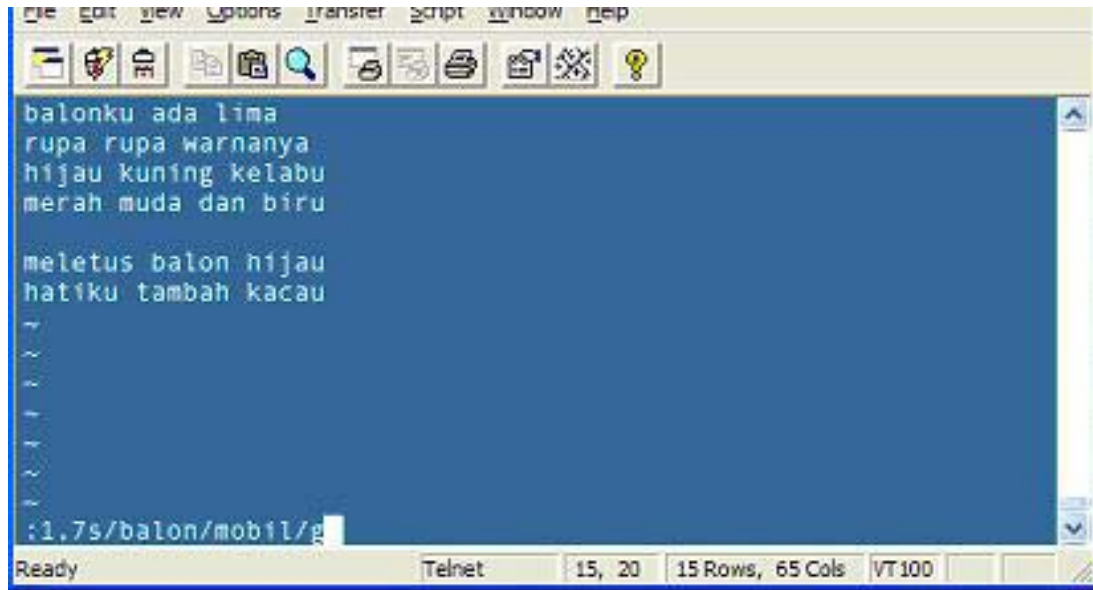 File Edit View Options Transfer Script Window Help
balonku ada lima
rupa rupa warnanya
hijau kuning kelabu
merah muda dan biru
meletus balon hijau
hatiku tambah kacau
~
~
~
~
~
~
~
:1,7s/balon/mobil/g
Ready Telnet 15, 20 15 Rows, 65 Cols VT100